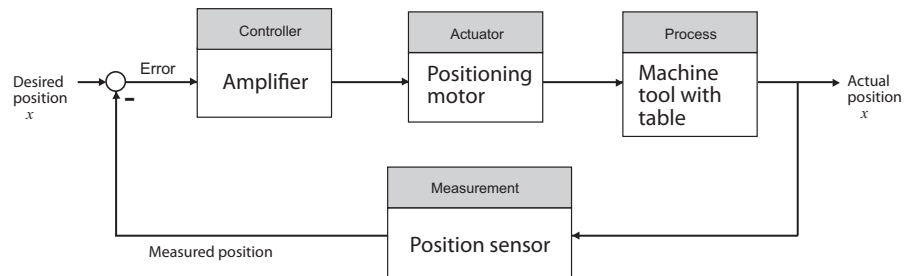 Controller
Actuator
Process
Desired
position
x
Error
Amplifier
Positioning
motor
Machine
tool with
table
Actual
position
x
-
Measurement
Position sensor
Measured position